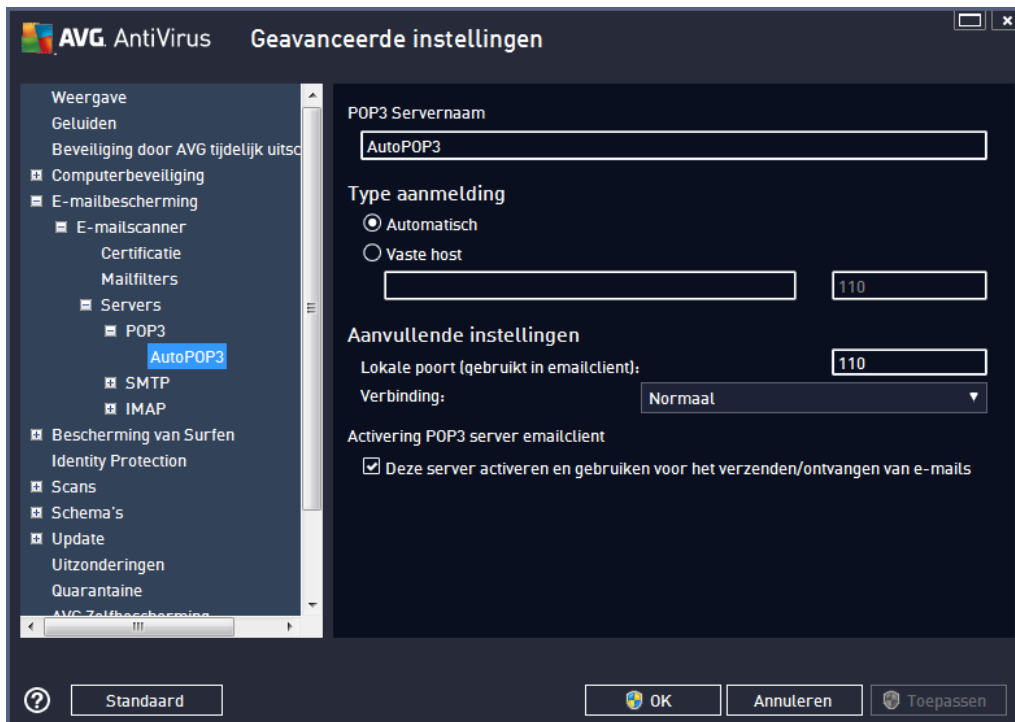 AVG. AntiVirus Geavanceerde instellingen
Weergave
Geluiden
Beveiliging door AVG tijdelijk uitsc
Computerbeveiliging
E-mailbescherming
E-mailscanner
Certificatie
Mailfilters
Servers
POP3
AutoPOP3
SMTP
IMAP
Bescherming van Surfen
Identity Protection
Scans
Schema's
Update
Uitzonderingen
Quarantaine
AVG Zelfbescherming
POP3 Servernaam
AutoPOP3
Type aanmelding
Automatisch
Vaste host
110
Aanvullende instellingen
Lokale poort (gebruikt in emailclient): 110
Verbinding: Normaal
Activering POP3 server emailclient
Deze server activeren en gebruiken voor het verzenden/ontvangen van e-mails
Standaard OK Annuleren Toepassen